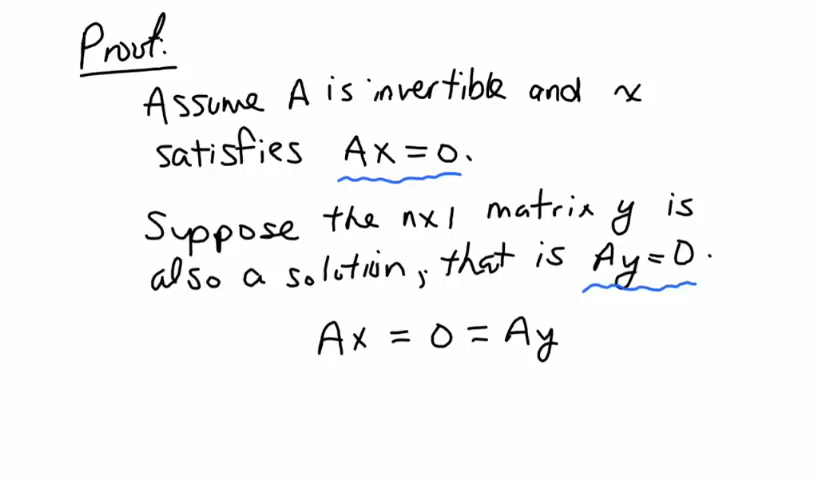 Proof:
Assume A is invertible and x
satisfies Ax = 0.
Suppose the nx1 matrix y is
also a solution, that is Ay = 0.
Ax = 0 = Ay